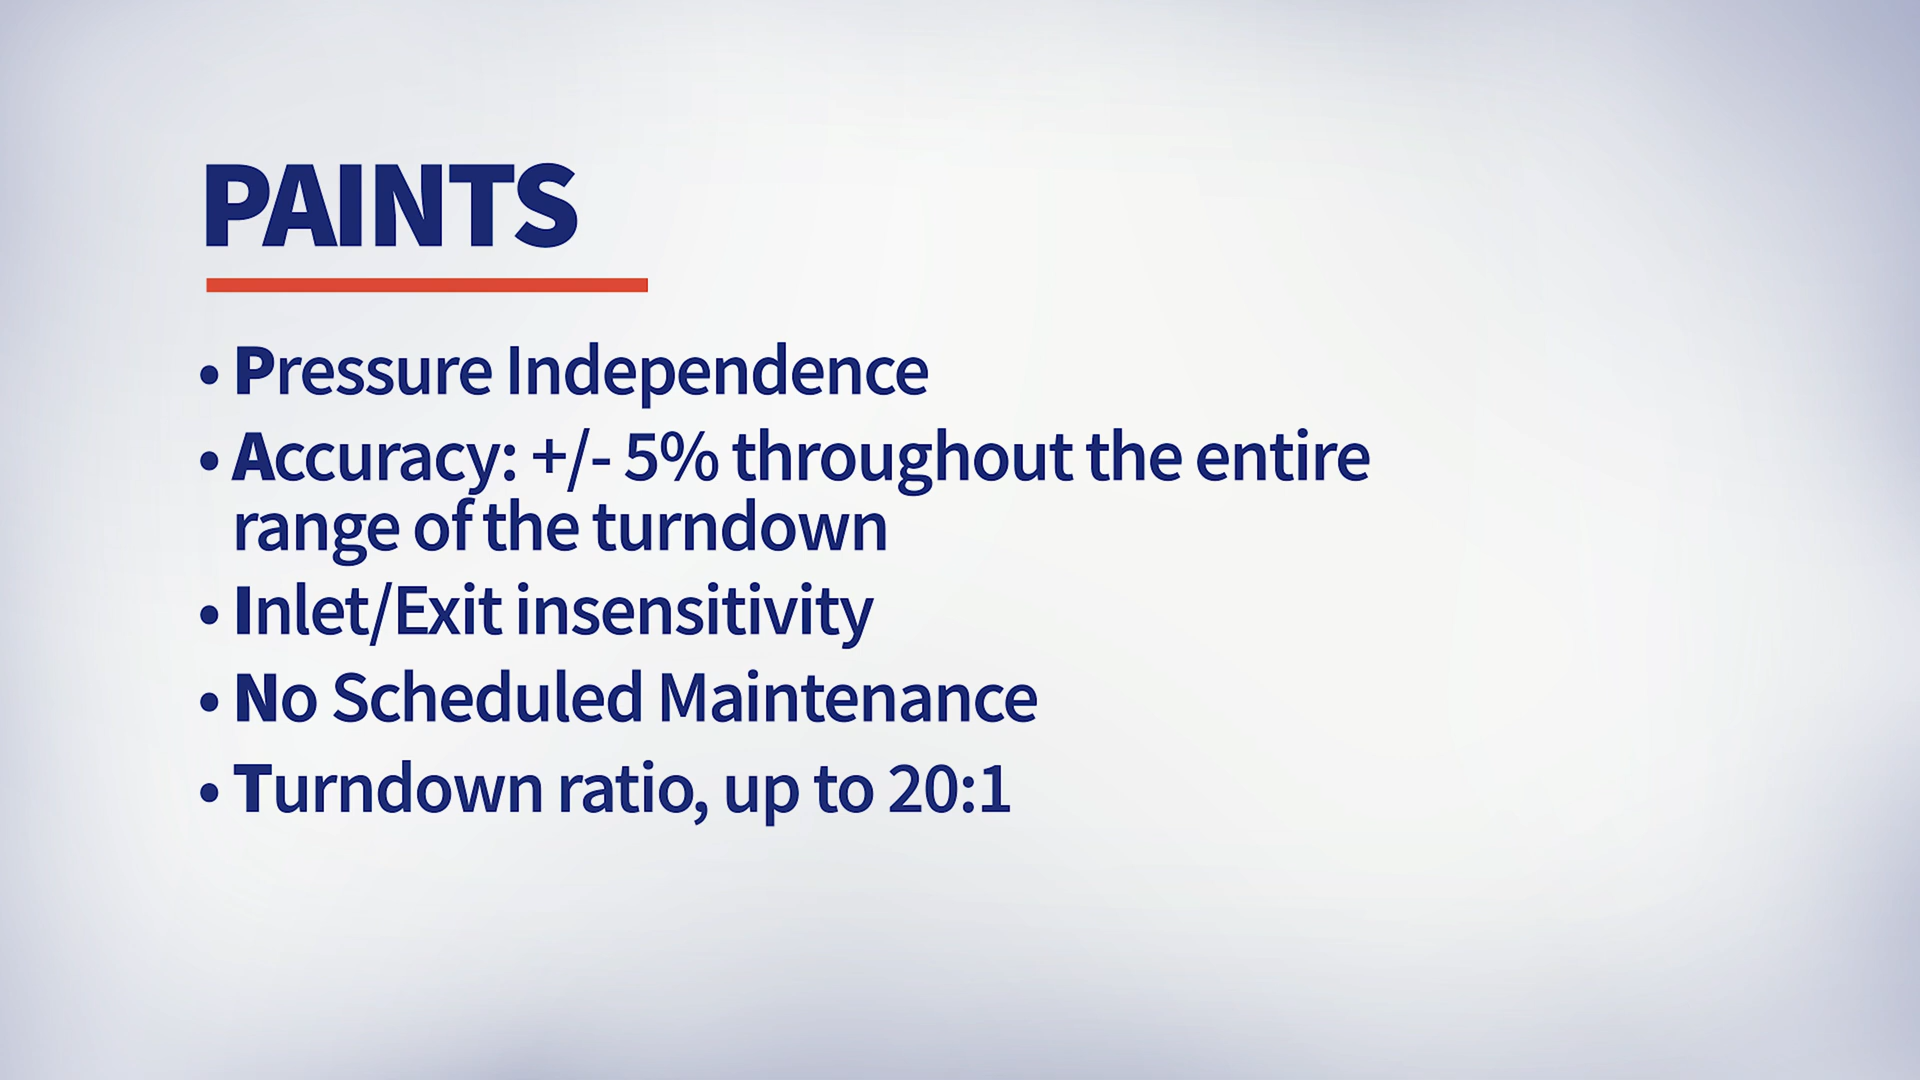 PAINTS
• Pressure Independence
• Accuracy: +/- 5% throughout the entire
range of the turndown
• Inlet/Exit insensitivity
• No Scheduled Maintenance
• Turndown ratio, up to 20:1